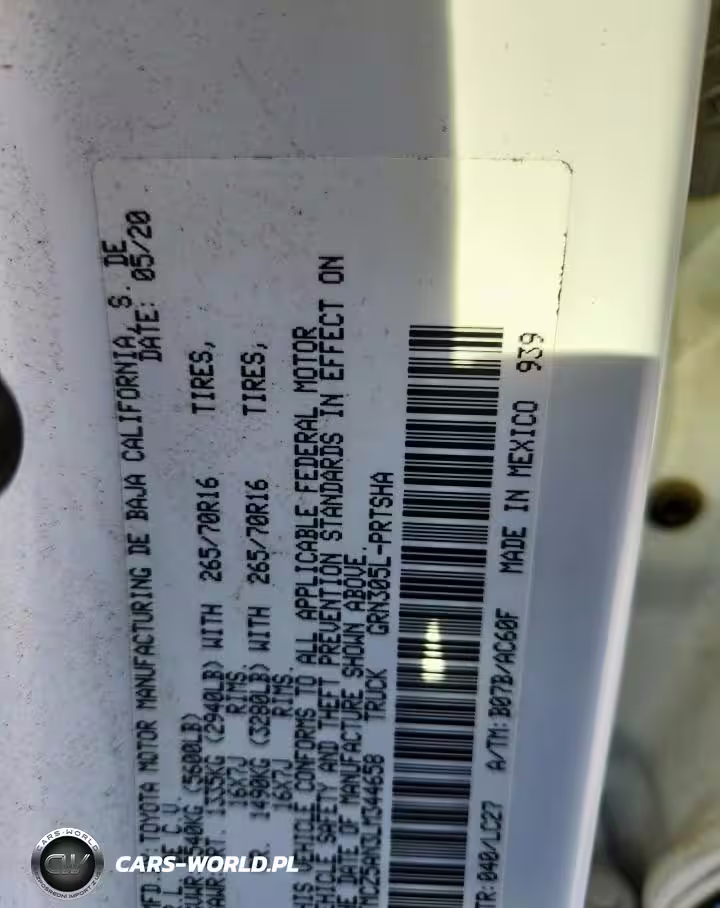 MFD. TOYOTA MOTOR MANUFACTURING DE BAJA CALIFORNIA, S. DE
R.L. DE C.V. DATE: 05/20
GVWR: 2540KG (5600LB)
GAWR FRT. 1335KG (2940LB) WITH 265/70R16 TIRES,
16X7J RIMS.
RR. 1490KG (3280LB) WITH 265/70R16 TIRES,
16X7J RIMS.
THIS VEHICLE CONFORMS TO ALL APPLICABLE FEDERAL MOTOR
VEHICLE SAFETY AND THEFT PREVENTION STANDARDS IN EFFECT ON
THE DATE OF MANUFACTURE SHOWN ABOVE.
TRUCK GRN305L-PRTSHA
TR: 040/LC27 A/TM: B07B/AC60F MADE IN MEXICO 939
CARS-WORLD
CW
CARS-WORLD.PL